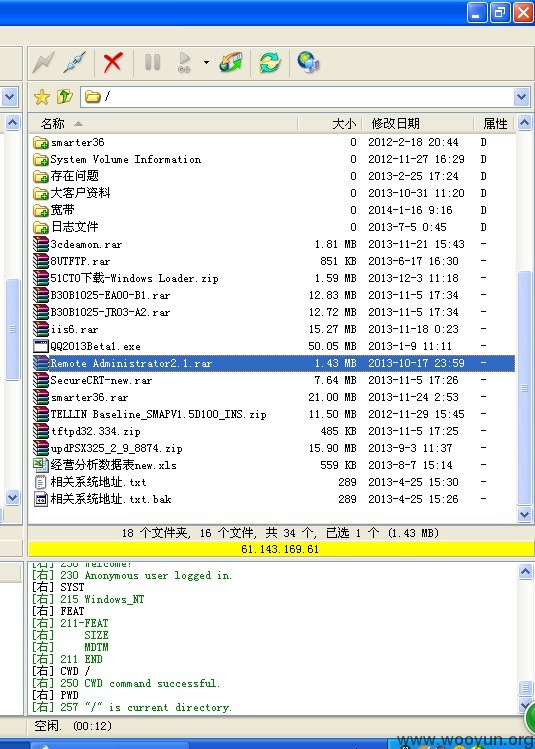 /
名称 大小 修改日期 属性
smarter36 0 2012-2-18 20:44 D
System Volume Information 0 2012-11-27 16:29 D
存在问题 0 2013-2-25 17:24 D
大客户资料 0 2013-10-31 11:20 D
宽带 0 2014-1-16 9:16 D
日志文件 0 2013-7-5 0:45 D
3cdeamon.rar 1.81 MB 2013-11-21 15:43 -
8UTFTP.rar 851 KB 2013-6-17 16:30 -
51CTO下载-Windows Loader.zip 1.59 MB 2013-12-3 11:18 -
B30B1025-EA00-B1.rar 12.83 MB 2013-11-5 17:34 -
B30B1025-JR03-A2.rar 12.72 MB 2013-11-5 17:34 -
iis6.rar 15.27 MB 2013-11-18 0:23 -
QQ2013Beta1.exe 50.05 MB 2013-1-9 11:11 -
Remote Administrator2.1.rar 1.43 MB 2013-10-17 23:59 -
SecureCRT-new.rar 7.64 MB 2013-11-5 17:26 -
smarter36.rar 21.00 MB 2013-11-24 2:53 -
TELLIN Baseline_SMAPV1.5D100_INS.zip 11.50 MB 2012-11-29 15:45 -
tftpd32.334.zip 485 KB 2013-11-5 17:25 -
updPSX325_2_9_8874.zip 15.90 MB 2013-9-3 11:37 -
经营分析数据表new.xls 559 KB 2013-8-7 15:14 -
相关系统地址.txt 289 2013-4-25 15:30 -
相关系统地址.txt.bak 289 2013-4-25 15:26 -
18 个文件夹, 16 个文件, 共 34 个, 已选 1 个 (1.43 MB)
61.143.169.61
[右] 230 Welcome!
[右] 230 Anonymous user logged in.
[右] SYST
[右] 215 Windows_NT
[右] FEAT
[右] 211-FEAT
[右] SIZE
[右] MDTM
[右] 211 END
[右] CWD /
[右] 250 CWD command successful.
[右] PWD
[右] 257 "/" is current directory.
空闲. (00:12)
www.wooyun.org